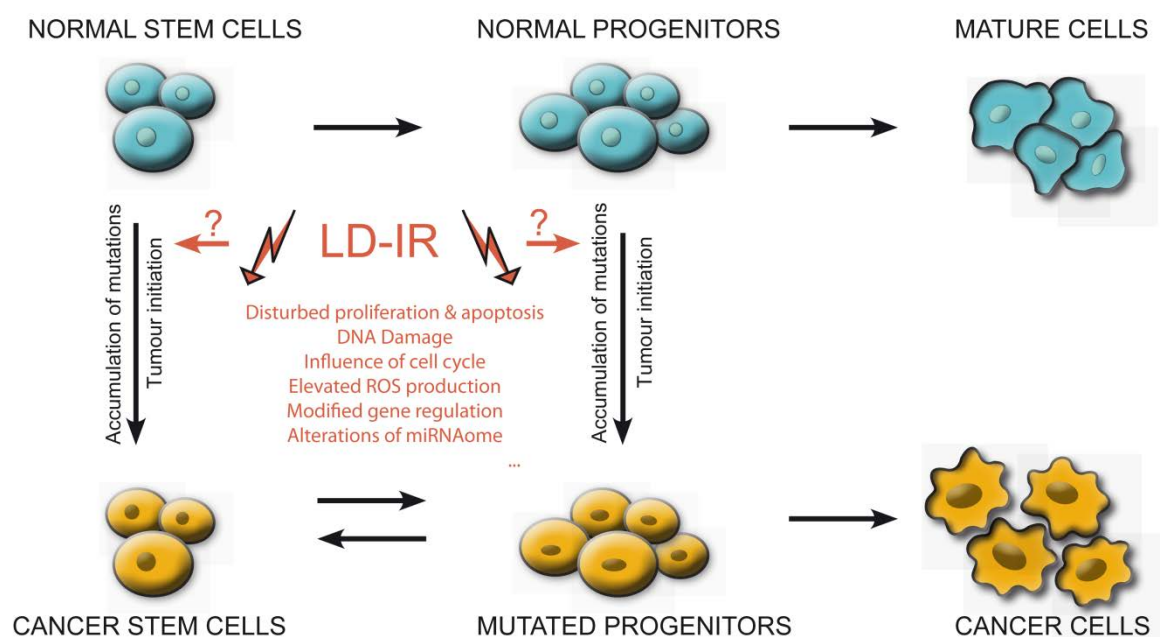 NORMAL STEM CELLS
NORMAL PROGENITORS
MATURE CELLS
Accumulation of mutations
Tumour initiation
?
LD-IR
?
Accumulation of mutations
Tumour initiation
Disturbed proliferation & apoptosis
DNA Damage
Influence of cell cycle
Elevated ROS production
Modified gene regulation
Alterations of miRNAome
...
CANCER STEM CELLS
MUTATED PROGENITORS
CANCER CELLS